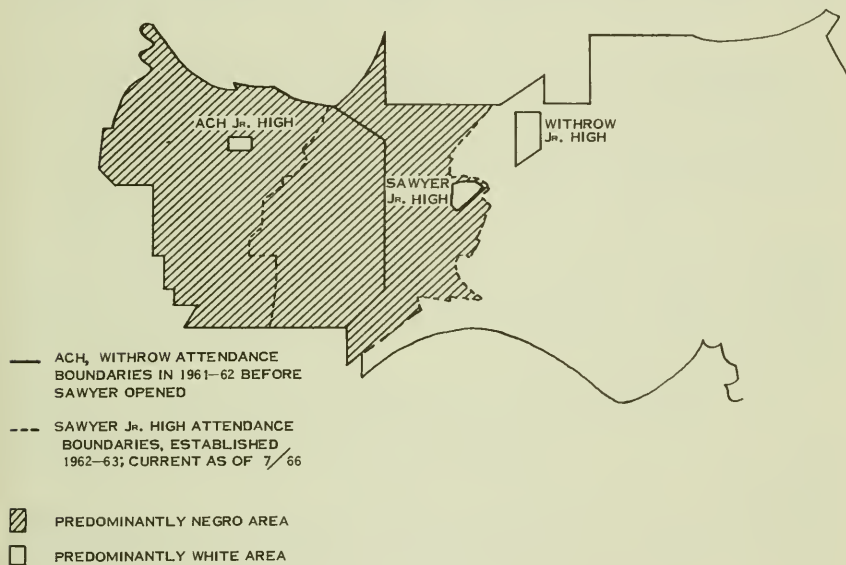 ACH JR. HIGH
WITHROW
JR. HIGH
SAWYER
JR. HIGH
ACH, WITHROW ATTENDANCE
BOUNDARIES IN 1961–62 BEFORE
SAWYER OPENED
SAWYER JR. HIGH ATTENDANCE
BOUNDARIES, ESTABLISHED
1962–63; CURRENT AS OF 7/66
PREDOMINANTLY NEGRO AREA
PREDOMINANTLY WHITE AREA